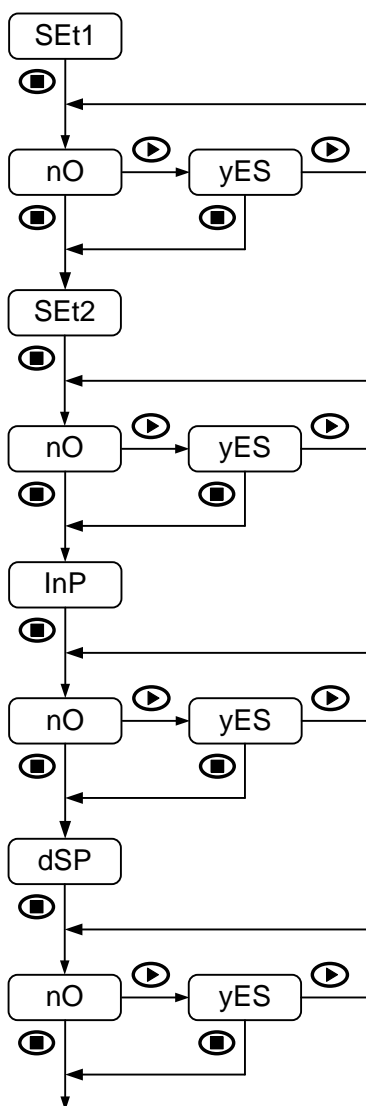 SEt1
nO yES
SEt2
nO yES
InP
nO yES
dSP
nO yES